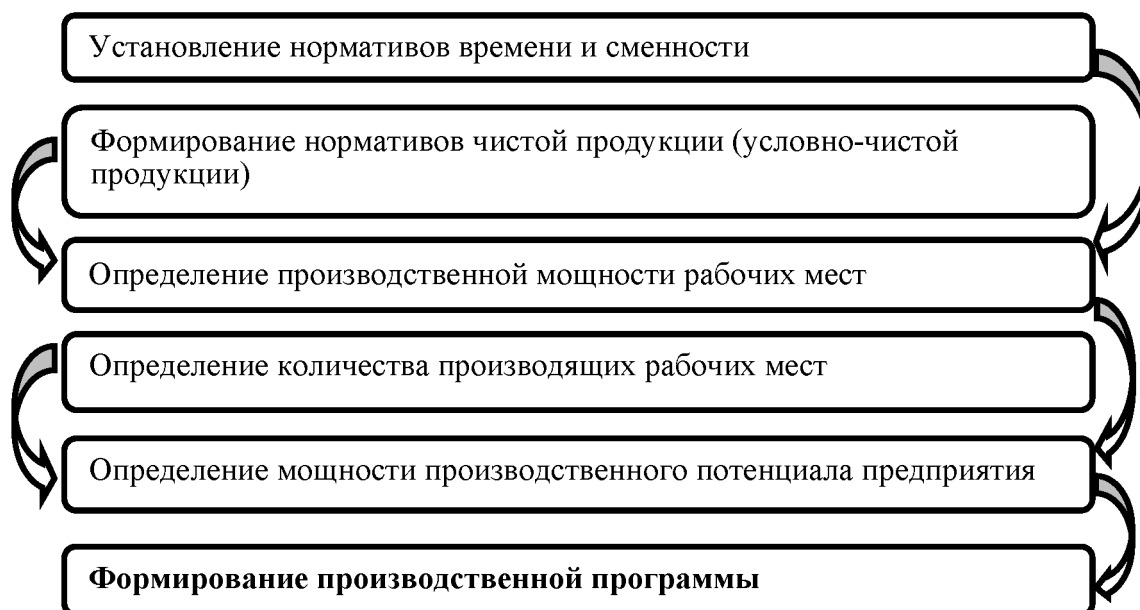 Установление нормативов времени и сменности
Формирование нормативов чистой продукции (условно-чистой
продукции)
Определение производственной мощности рабочих мест
Определение количества производящих рабочих мест
Определение мощности производственного потенциала предприятия
Формирование производственной программы